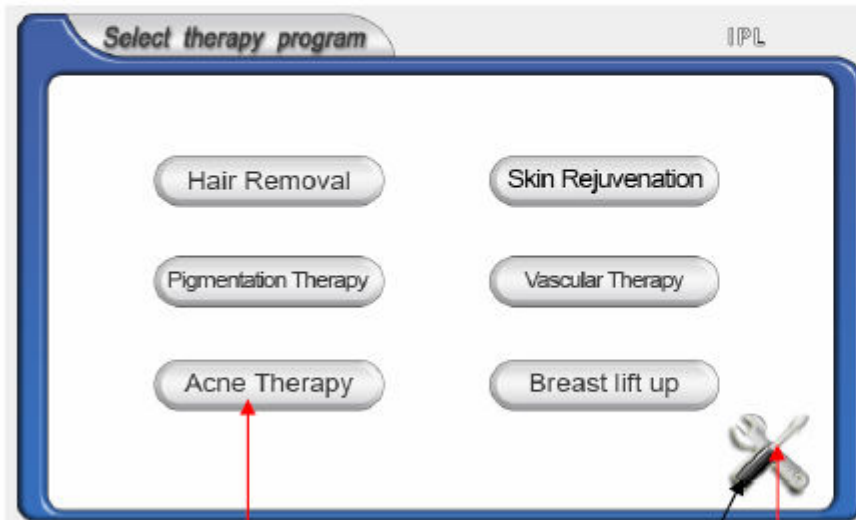 Select therapy program
IPL
Hair Removal
Skin Rejuvenation
Pigmentation Therapy
Vascular Therapy
Acne Therapy
Breast lift up